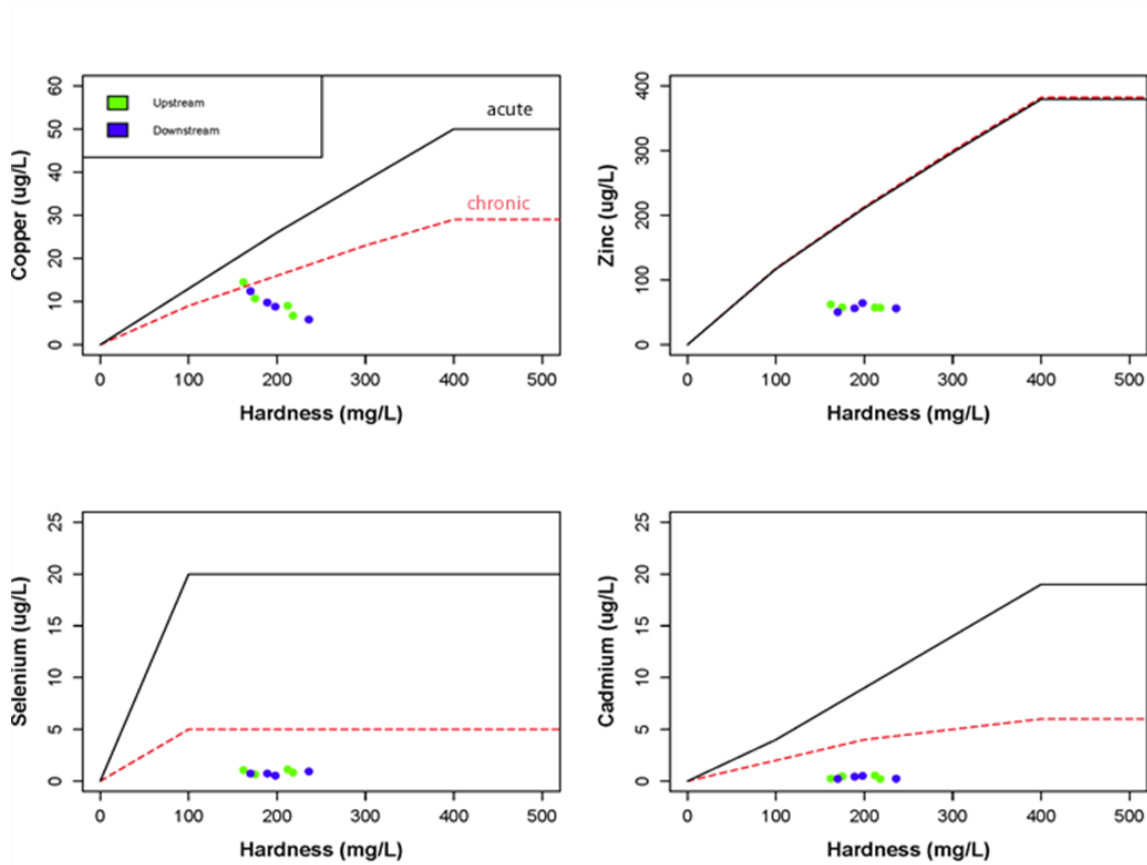 Copper (ug/L)
60
50
40
30
20
10
0
Upstream
Downstream
acute
chronic
0 100 200 300 400 500
Hardness (mg/L)
Zinc (ug/L)
400
300
200
100
0
0 100 200 300 400 500
Hardness (mg/L)
Selenium (ug/L)
25
20
15
10
5
0
0 100 200 300 400 500
Hardness (mg/L)
Cadmium (ug/L)
25
20
15
10
5
0
0 100 200 300 400 500
Hardness (mg/L)